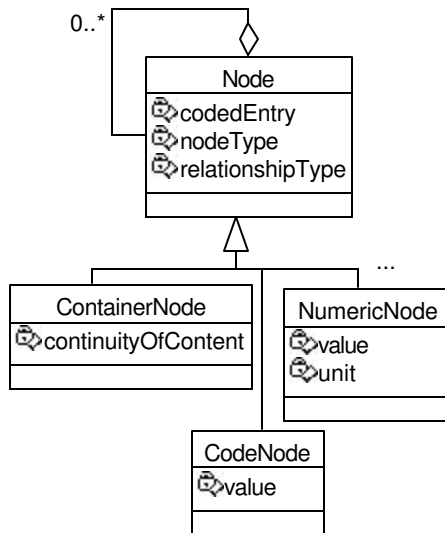 0..*
Node
codedEntry
nodeType
relationshipType
...
ContainerNode
continuityOfContent
NumericNode
value
unit
CodeNode
value